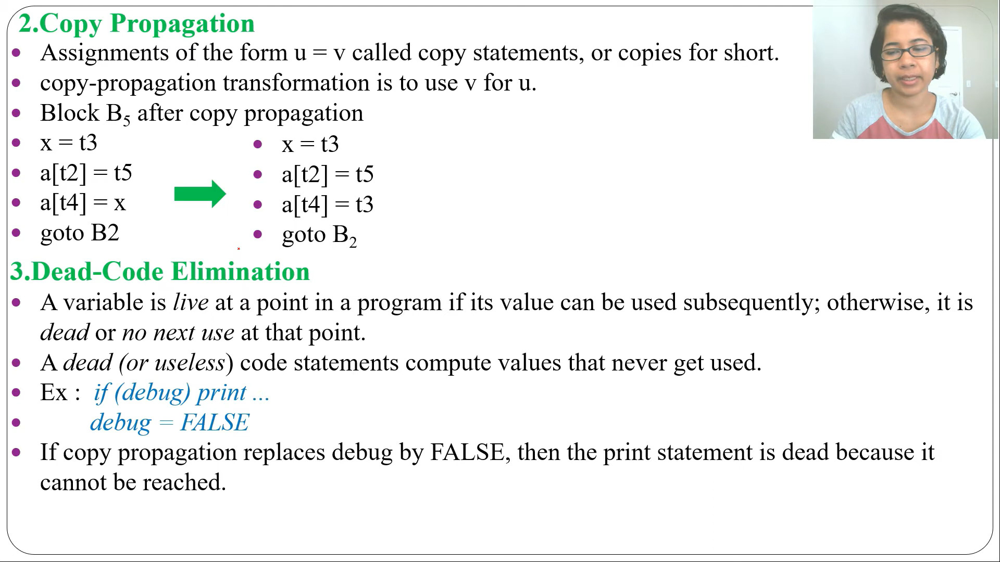 2.Copy Propagation
• Assignments of the form u = v called copy statements, or copies for short.
• copy-propagation transformation is to use v for u.
• Block B₅ after copy propagation
• x = t3
• a[t2] = t5
• a[t4] = x
• goto B2
• x = t3
• a[t2] = t5
• a[t4] = t3
• goto B₂
3.Dead-Code Elimination
• A variable is live at a point in a program if its value can be used subsequently; otherwise, it is
dead or no next use at that point.
• A dead (or useless) code statements compute values that never get used.
• Ex : if (debug) print ...
• debug = FALSE
• If copy propagation replaces debug by FALSE, then the print statement is dead because it
cannot be reached.